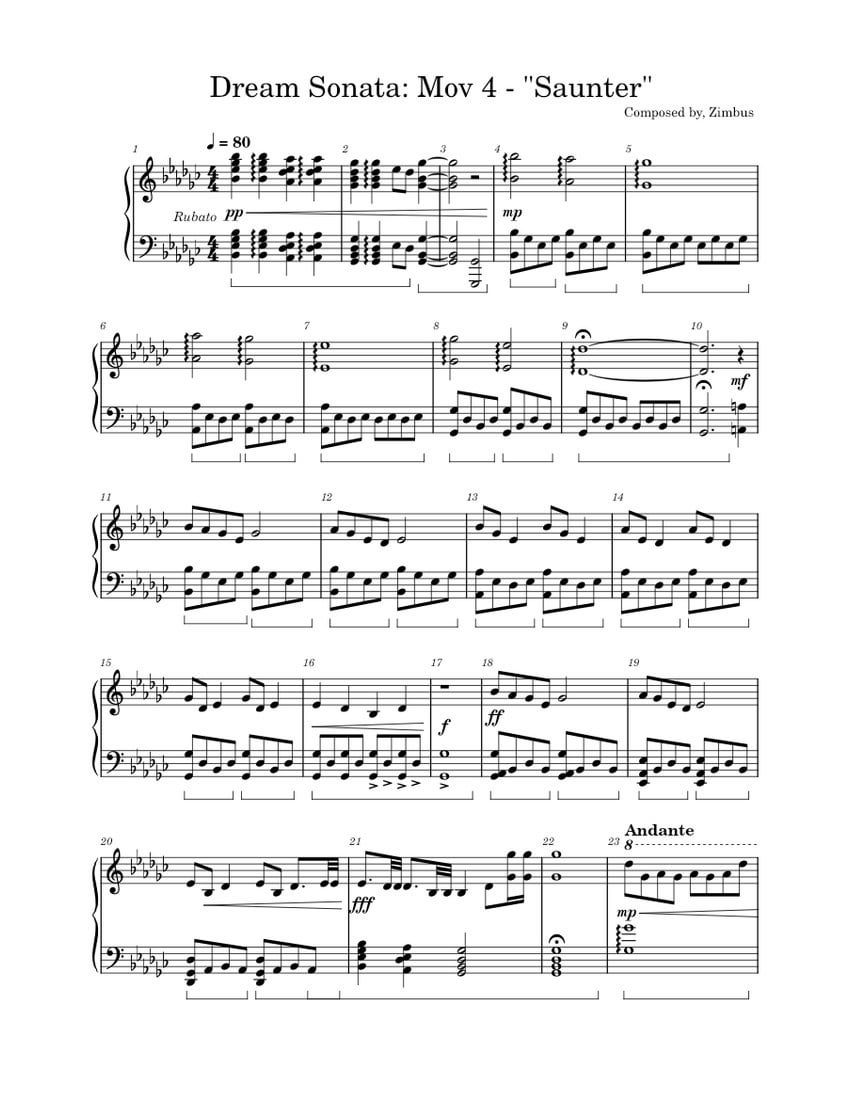 Dream Sonata: Mov 4 - "Saunter"
Composed by, Zimbus
♩ = 80
1 2 3 4 5
4 4
Rubato pp mp
4 4
6 7 8 9 10
mf
11 12 13 14
15 16 17 18 19
f ff
Andante
20 21 22 23 8
fff mp